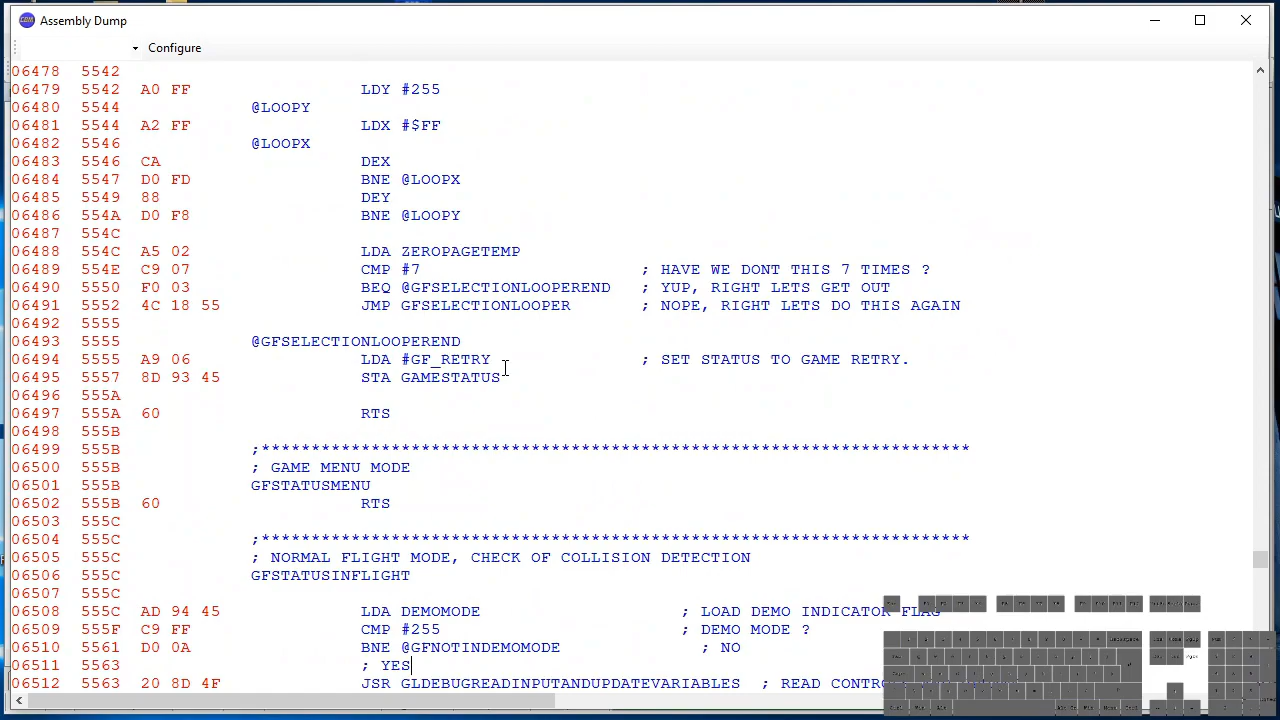 CBM Assembly Dump
Configure
06478 5542
06479 5542 A0 FF LDY #255
06480 5544 @LOOPY
06481 5544 A2 FF LDX #$FF
06482 5546 @LOOPX
06483 5546 CA DEX
06484 5547 D0 FD BNE @LOOPX
06485 5549 88 DEY
06486 554A D0 F8 BNE @LOOPY
06487 554C
06488 554C A5 02 LDA ZEROPAGETEMP
06489 554E C9 07 CMP #7 ; HAVE WE DONT THIS 7 TIMES ?
06490 5550 F0 03 BEQ @GFSELECTIONLOOPEREND ; YUP, RIGHT LETS GET OUT
06491 5552 4C 18 55 JMP GFSELECTIONLOOPER ; NOPE, RIGHT LETS DO THIS AGAIN
06492 5555
06493 5555 @GFSELECTIONLOOPEREND
06494 5555 A9 06 LDA #GF_RETRY ; SET STATUS TO GAME RETRY.
06495 5557 8D 93 45 STA GAMESTATUS
06496 555A
06497 555A 60 RTS
06498 555B
06499 555B ;***********************************************************************
06500 555B ; GAME MENU MODE
06501 555B GFSTATUSMENU
06502 555B 60 RTS
06503 555C
06504 555C ;***********************************************************************
06505 555C ; NORMAL FLIGHT MODE, CHECK OF COLLISION DETECTION
06506 555C GFSTATUSINFLIGHT
06507 555C
06508 555C AD 94 45 LDA DEMOMODE ; LOAD DEMO INDICATOR FLAG
06509 555F C9 FF CMP #255 ; DEMO MODE ?
06510 5561 D0 0A BNE @GFNOTINDEMOMODE ; NO
06511 5563 ; YES
06512 5563 20 8D 4F JSR GLDEBUGREADINPUTANDUPDATEVARIABLES ; READ CONTRO